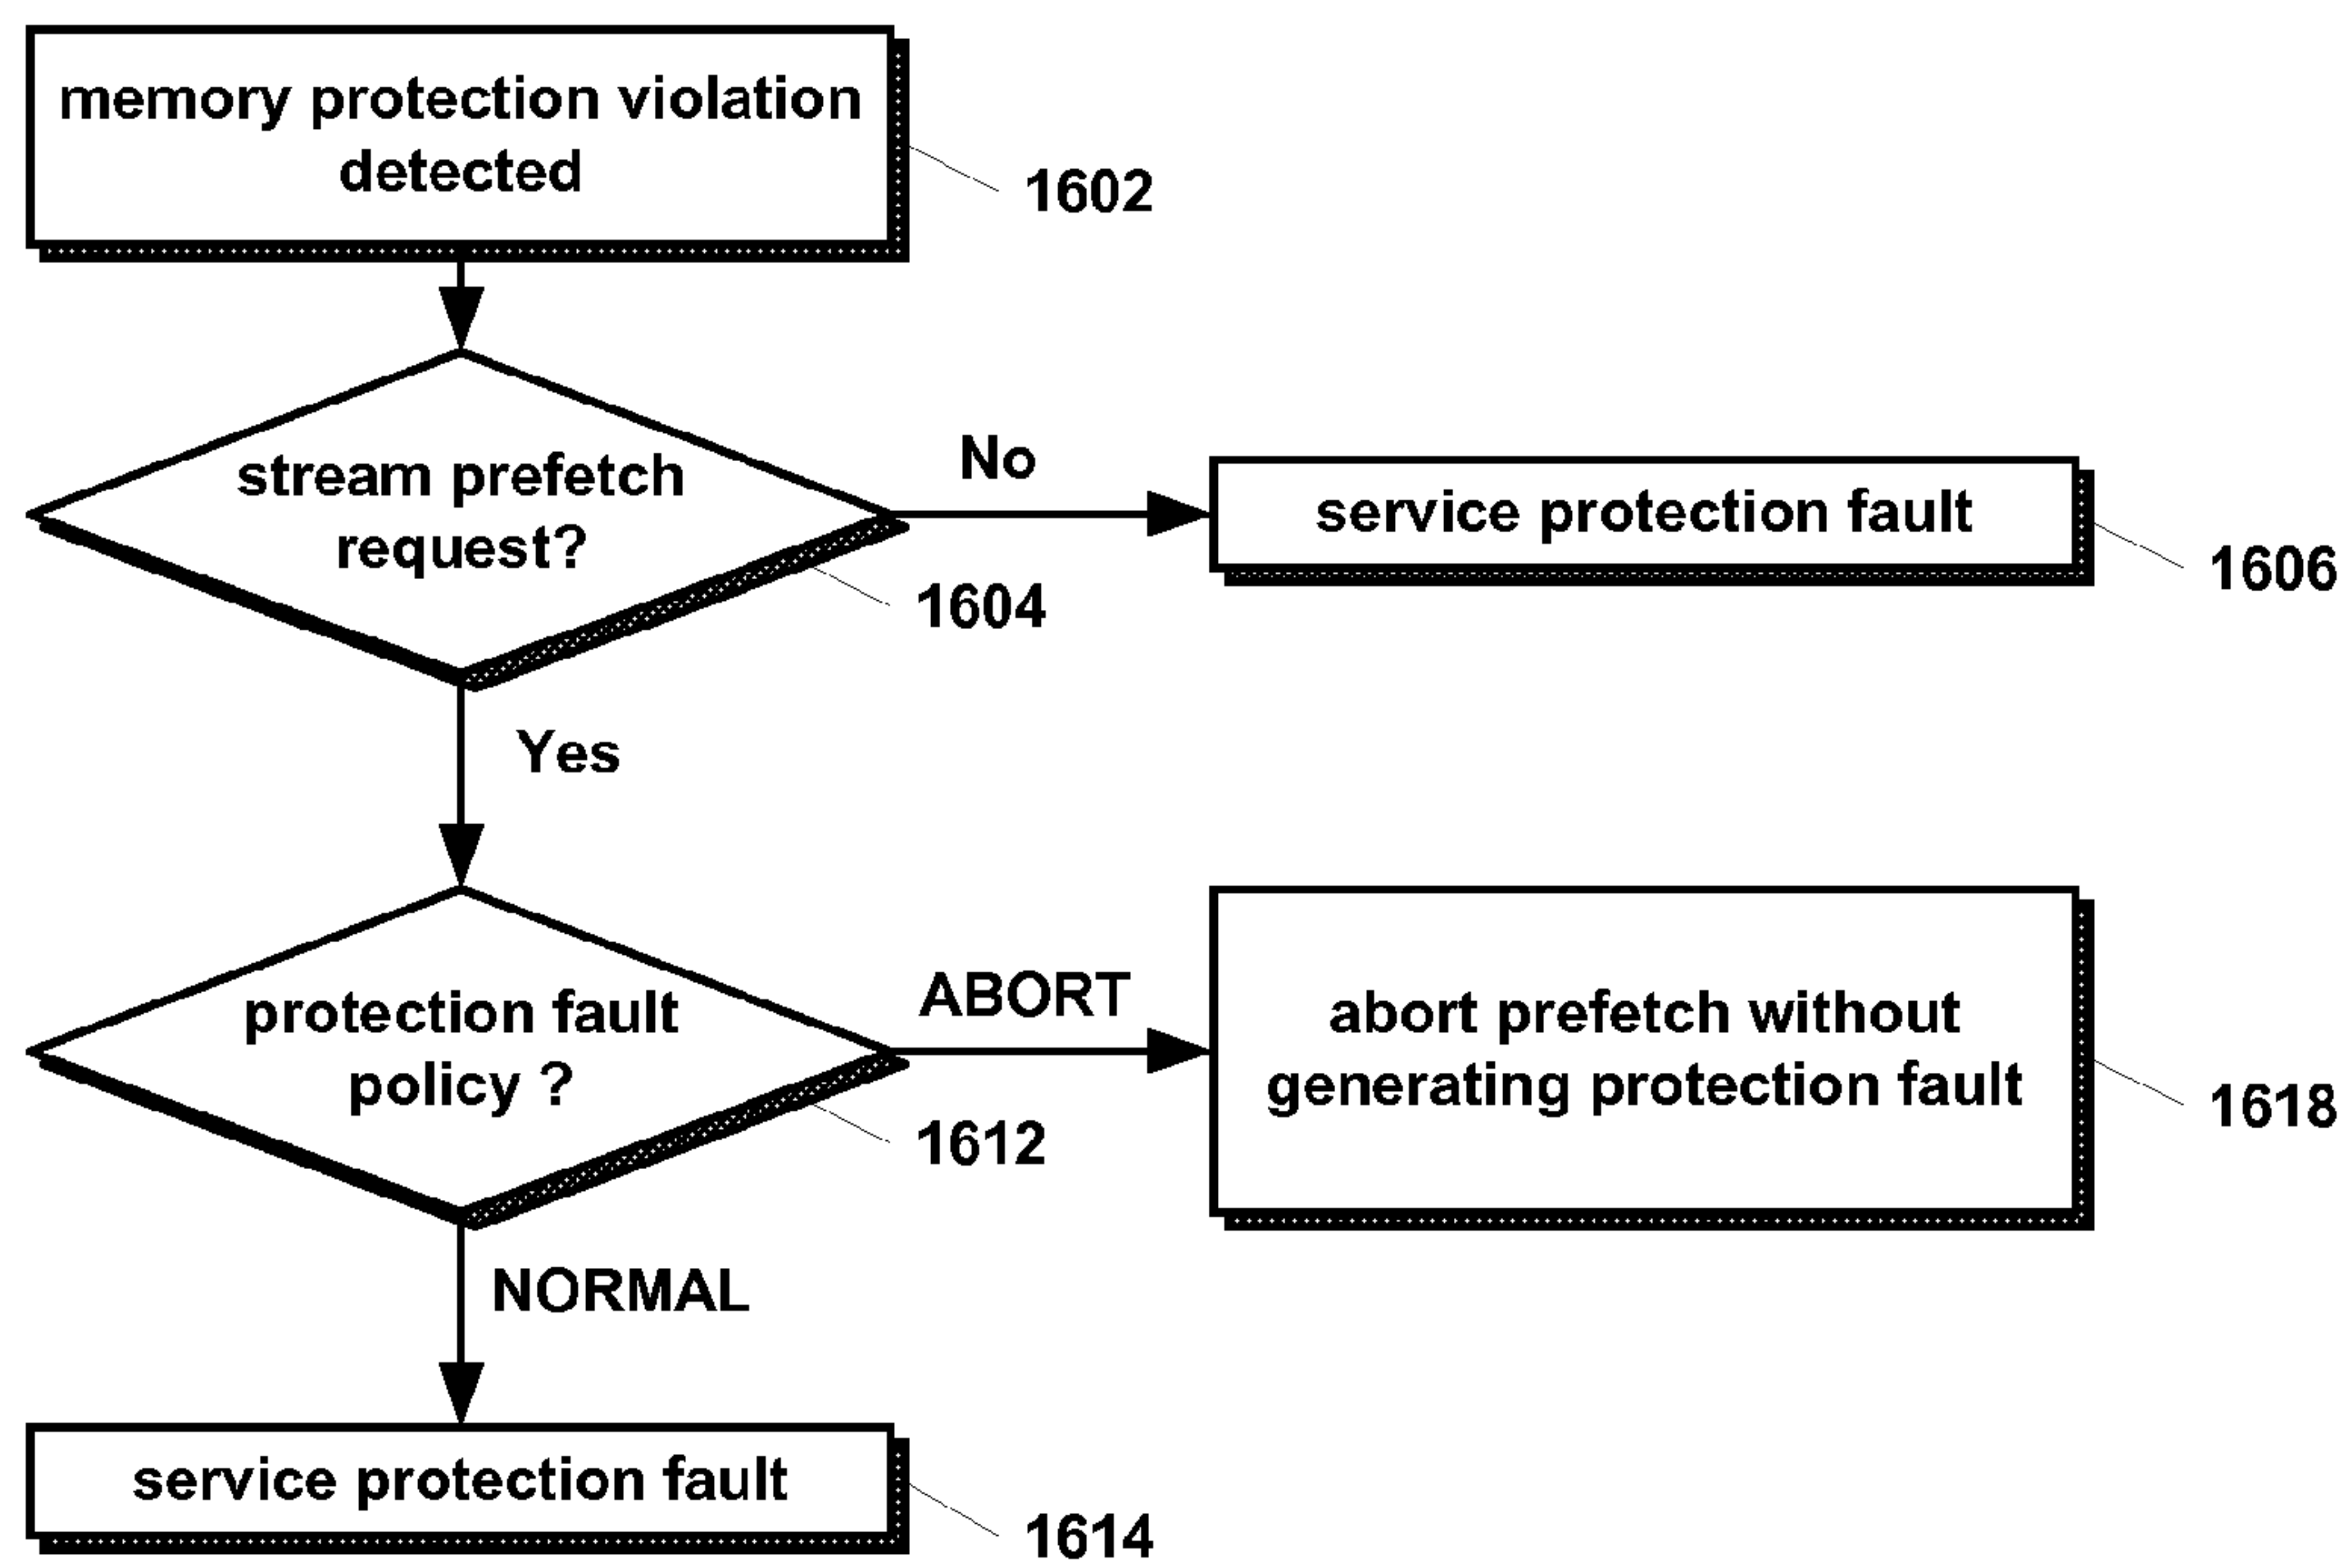 memory protection violation
detected
1602
stream prefetch
request?
No
service protection fault
1606
1604
Yes
protection fault
policy ?
ABORT
abort prefetch without
generating protection fault
1618
1612
NORMAL
service protection fault
1614